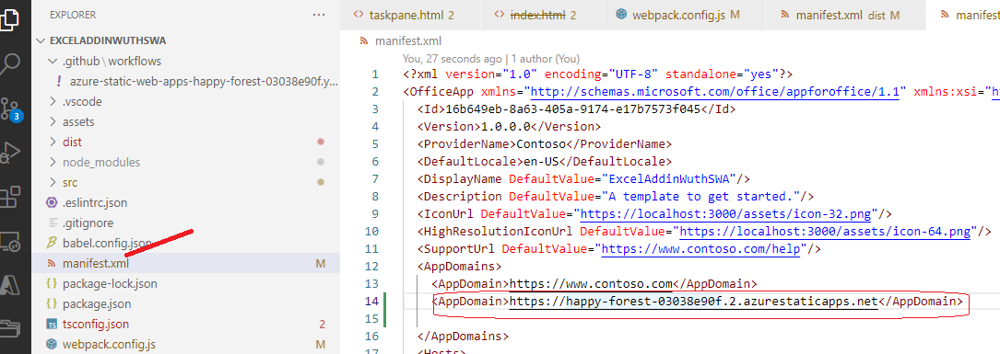 EXPLORER
EXCELADDINWUTHSWA
.github\workflows
azure-static-web-apps-happy-forest-03038e90f.y...
.vscode
assets
dist
node_modules
src
.eslintrc.json
.gitignore
babel.config.json
manifest.xml M
package-lock.json
package.json
tsconfig.json 2
webpack.config.js M
3
taskpane.html 2
index.html 2
webpack.config.js M
manifest.xml dist M
manifest.xml
You, 27 seconds ago | 1 author (You)
1 <?xml version="1.0" encoding="UTF-8" standalone="yes"?>
2 <OfficeApp xmlns="http://schemas.microsoft.com/office/appforoffice/1.1" xmlns:xsi="h
3 <Id>16b649eb-8a63-405a-9174-e17b7573f045</Id>
4 <Version>1.0.0.0</Version>
5 <ProviderName>Contoso</ProviderName>
6 <DefaultLocale>en-US</DefaultLocale>
7 <DisplayName DefaultValue="ExcelAddinWuthSWA"/>
8 <Description DefaultValue="A template to get started."/>
9 <IconUrl DefaultValue="https://localhost:3000/assets/icon-32.png"/>
10 <HighResolutionIconUrl DefaultValue="https://localhost:3000/assets/icon-64.png"/>
11 <SupportUrl DefaultValue="https://www.contoso.com/help"/>
12 <AppDomains>
13 <AppDomain>https://www.contoso.com</AppDomain>
14 <AppDomain>https://happy-forest-03038e90f.2.azurestaticapps.net</AppDomain>
15
16 </AppDomains>
17 <Hosts>